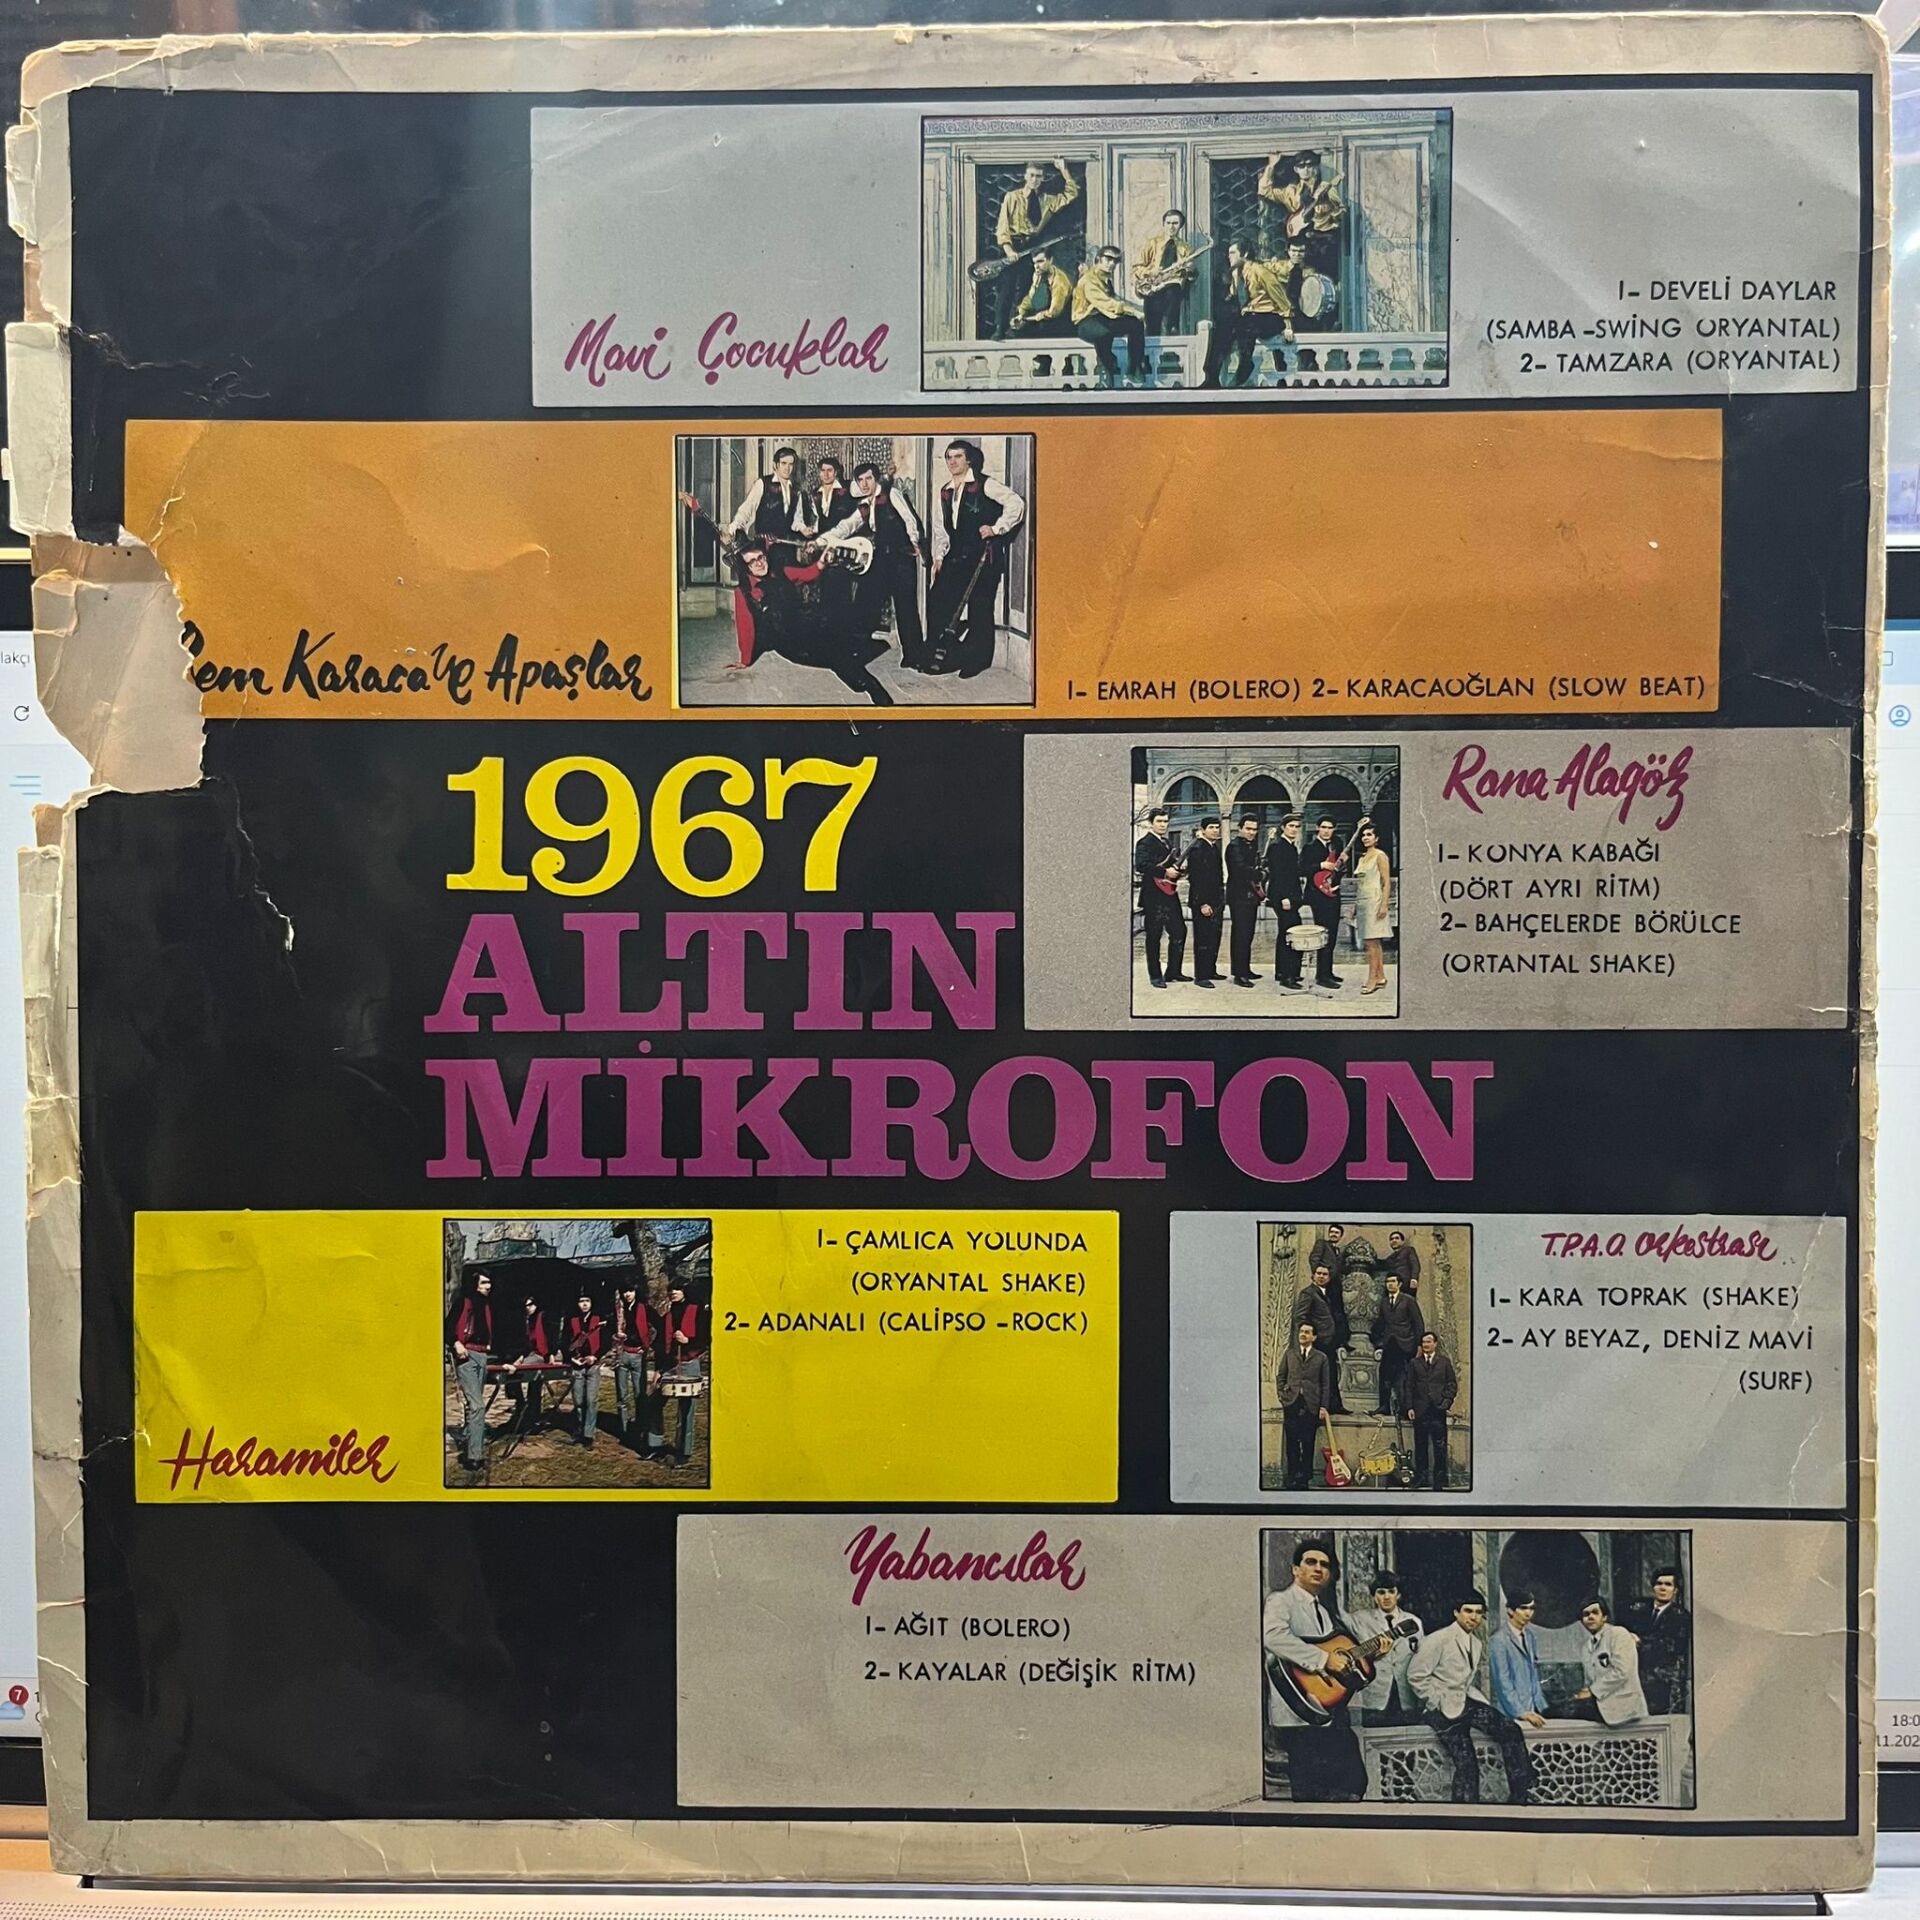 Mavi Çocuklar
1- DEVELİ DAYLAR
(SAMBA -SWİNG ORYANTAL)
2- TAMZARA (ORYANTAL)
Karaca ve Apaşlar
1- EMRAH (BOLERO) 2- KARACAOĞLAN (SLOW BEAT)
1967
ALTIN
MİKROFON
Rana Alagöz
1- KONYA KABAĞI
(DÖRT AYRI RİTM)
2- BAHÇELERDE BÖRÜLCE
(ORTANTAL SHAKE)
Haramiler
1- ÇAMLICA YOLUNDA
(ORYANTAL SHAKE)
2- ADANALI (CALİPSO -ROCK)
T.P.A.O. Orkestrası
1- KARA TOPRAK (SHAKE)
2- AY BEYAZ, DENİZ MAVİ
(SURF)
Yabancılar
1- AĞIT (BOLERO)
2- KAYALAR (DEĞİŞİK RİTM)
7